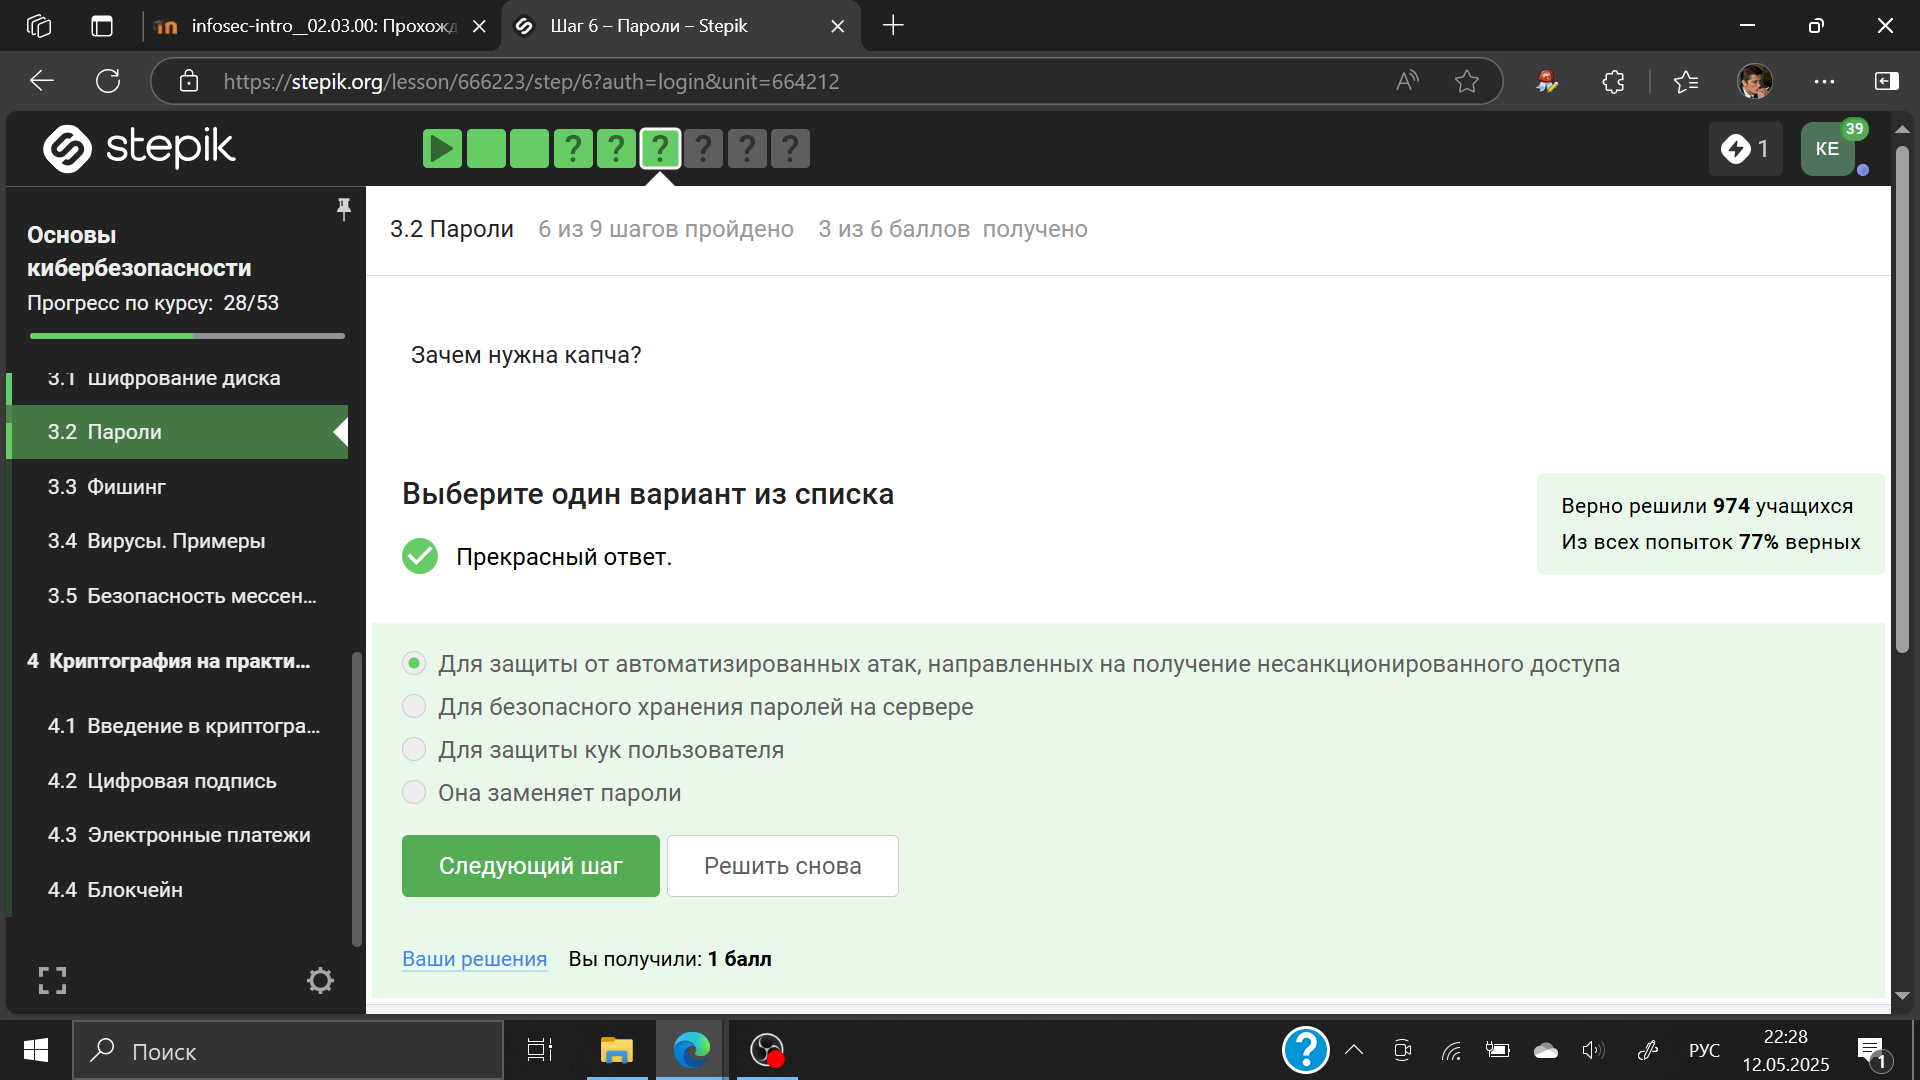 infosec-intro__02.03.00: Прохожд
Шаг 6 – Пароли – Stepik
https://stepik.org/lesson/666223/step/6?auth=login&unit=664212
stepik
? ? ? ? ? ?
1
KE
39
Основы
кибербезопасности
Прогресс по курсу: 28/53
3.1 Шифрование диска
3.2 Пароли
3.3 Фишинг
3.4 Вирусы. Примеры
3.5 Безопасность мессен...
4 Криптография на практи...
4.1 Введение в криптогра...
4.2 Цифровая подпись
4.3 Электронные платежи
4.4 Блокчейн
3.2 Пароли 6 из 9 шагов пройдено 3 из 6 баллов получено
Зачем нужна капча?
Выберите один вариант из списка
Прекрасный ответ.
Верно решили 974 учащихся
Из всех попыток 77% верных
Для защиты от автоматизированных атак, направленных на получение несанкционированного доступа
Для безопасного хранения паролей на сервере
Для защиты кук пользователя
Она заменяет пароли
Следующий шаг
Решить снова
Ваши решения Вы получили: 1 балл
Поиск
?
РУС
22:28
12.05.2025
1